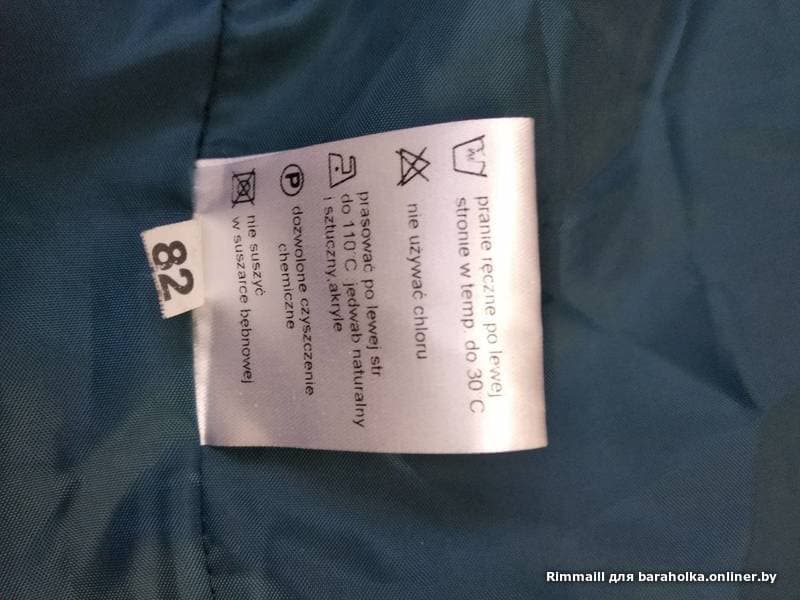 pranie ręczne po lewej
stronie w temp. do 30°C
nie używać chloru
prasować po lewej str
do 110°C jedwab naturalny
i sztuczny,akryle
P
dozwolone czyszczenie
chemiczne
nie suszyć
w suszarce bębnowej
82
Rimmalll для baraholka.onliner.by